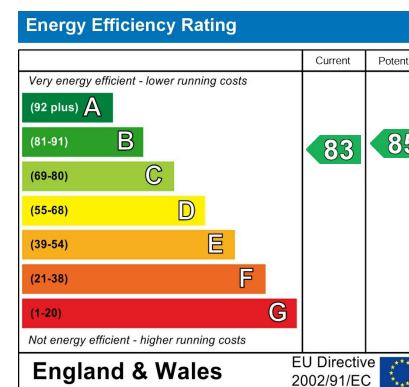 Energy Efficiency Rating
Current
Very energy efficient - lower running costs
(92 plus) A
(81-91) B
83
85
(69-80) C
(55-68) D
(39-54) E
(21-38) F
(1-20) G
Not energy efficient - higher running costs
England & Wales
EU Directive
2002/91/EC